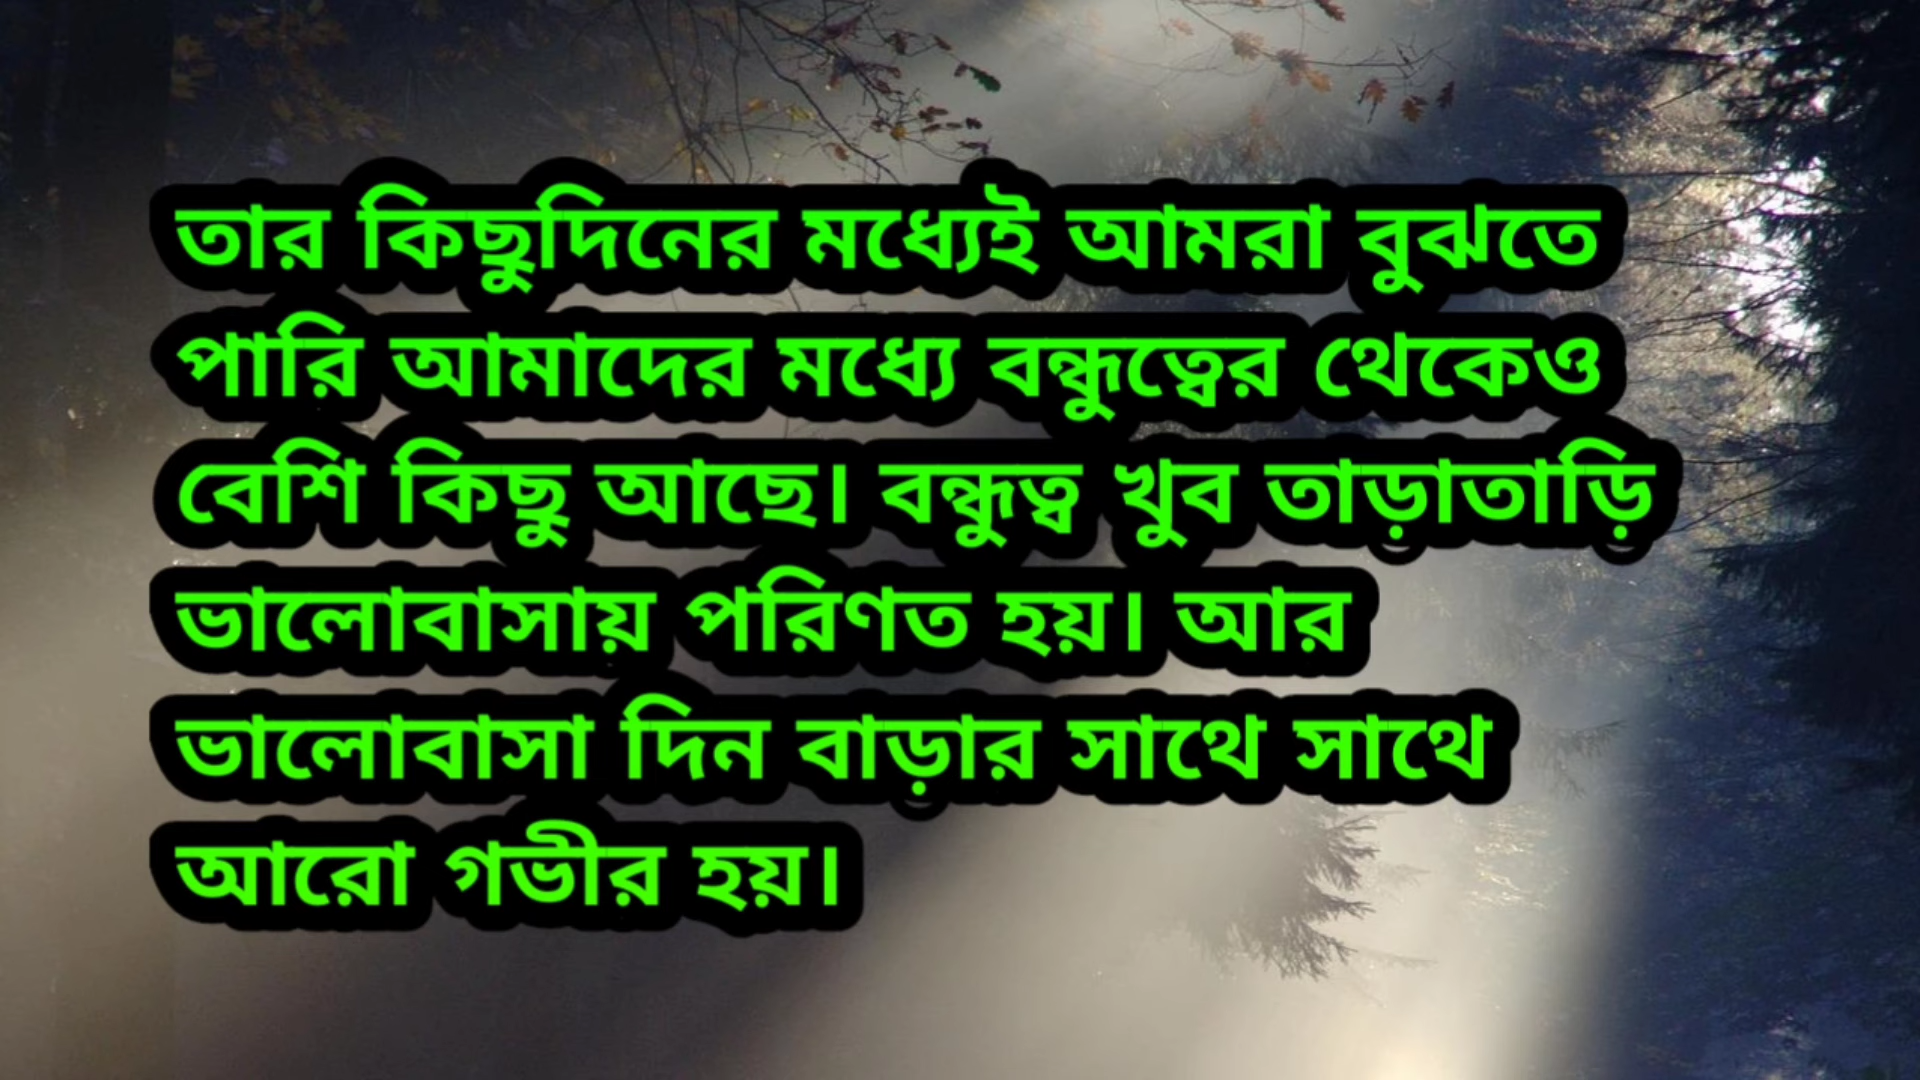 তার কিছুদিনের মধ্যেই আমরা বুঝতে
পারি আমাদের মধ্যে বন্ধুত্বের থেকেও
বেশি কিছু আছে। বন্ধুত্ব খুব তাড়াতাড়ি
ভালোবাসায় পরিণত হয়। আর
ভালোবাসা দিন বাড়ার সাথে সাথে
আরো গভীর হয়।